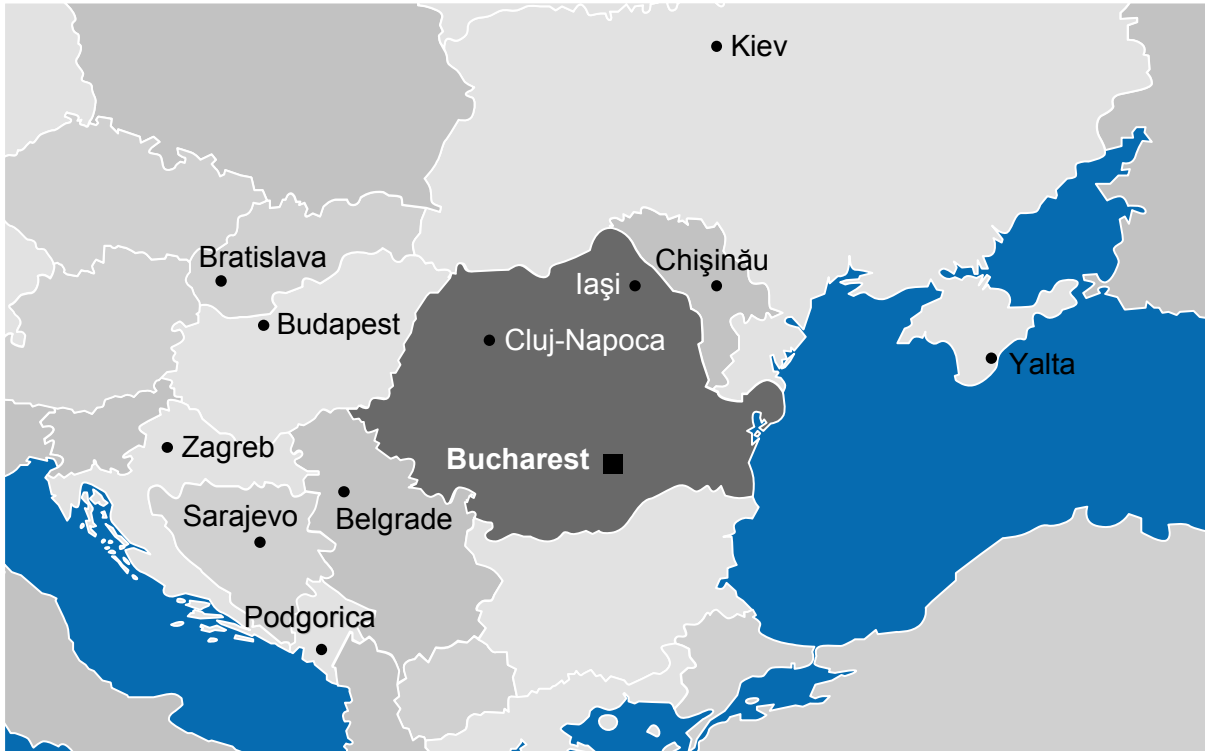 Kiev
Bratislava
Chişinău
Iaşi
Budapest
Cluj-Napoca
Yalta
Zagreb
Bucharest
Sarajevo
Belgrade
Podgorica